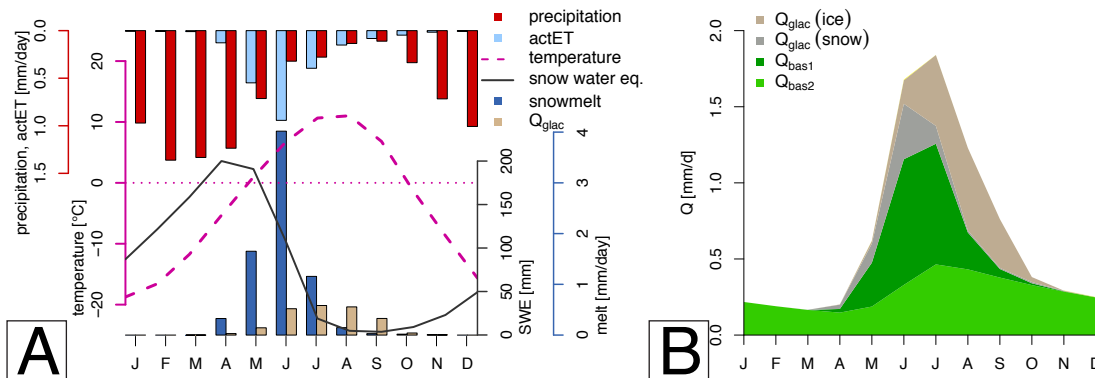 precipitation
actET
temperature
snow water eq.
snowmelt
Qglac
precipitation, actET [mm/day]
0.0
0.5
1.0
1.5
temperature [°C]
20
10
0
−10
−20
SWE [mm]
200
150
100
50
0
melt [mm/day]
4
3
2
1
0
J F M A M J J A S O N D
A
Qglac (ice)
Qglac (snow)
Qbas1
Qbas2
Q [mm/d]
2.0
1.5
1.0
0.5
0.0
J F M A M J J A S O N D
B